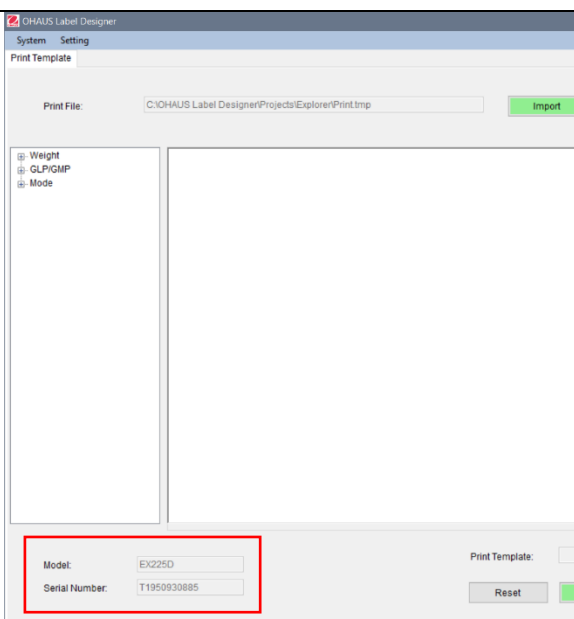 OHAUS Label Designer
System Setting
Print Template
Print File: C:\OHAUS Label Designer\Projects\Explorer\Print.tmp Import
Weight
GLP/GMP
Mode
Print Template:
Model: EX225D
Serial Number: T1950930885
Reset